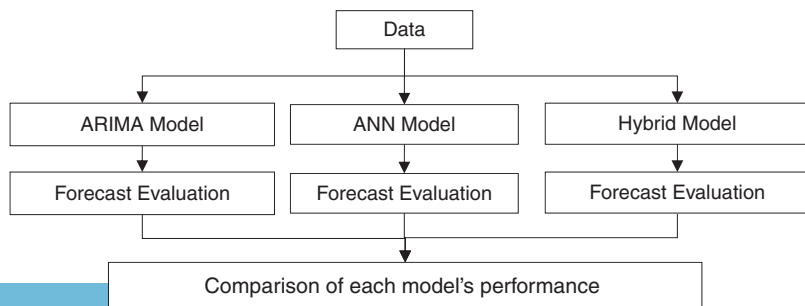 Data
ARIMA Model
ANN Model
Hybrid Model
Forecast Evaluation
Forecast Evaluation
Forecast Evaluation
Comparison of each model's performance